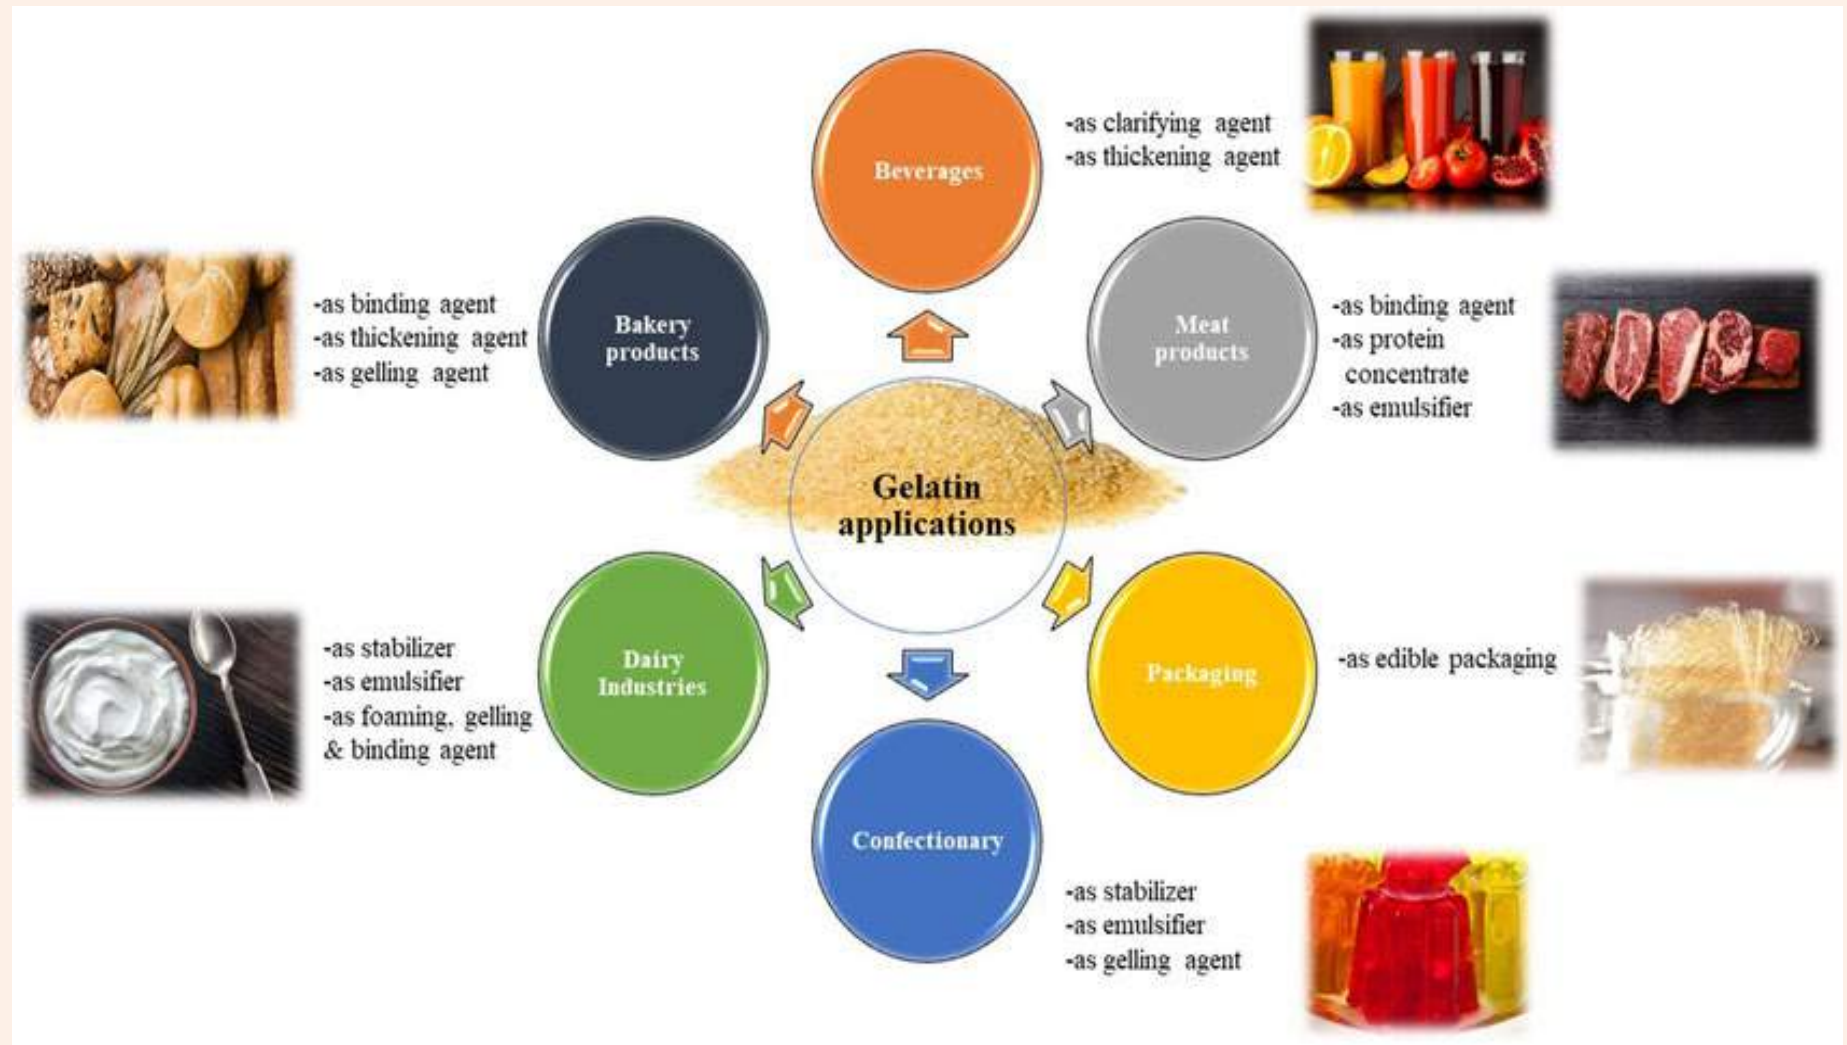 Beverages
-as clarifying agent
-as thickening agent
Bakery
products
-as binding agent
-as thickening agent
-as gelling agent
Meat
products
-as binding agent
-as protein
concentrate
-as emulsifier
Gelatin
applications
Dairy
Industries
-as stabilizer
-as emulsifier
-as foaming, gelling
& binding agent
Packaging
-as edible packaging
Confectionary
-as stabilizer
-as emulsifier
-as gelling agent